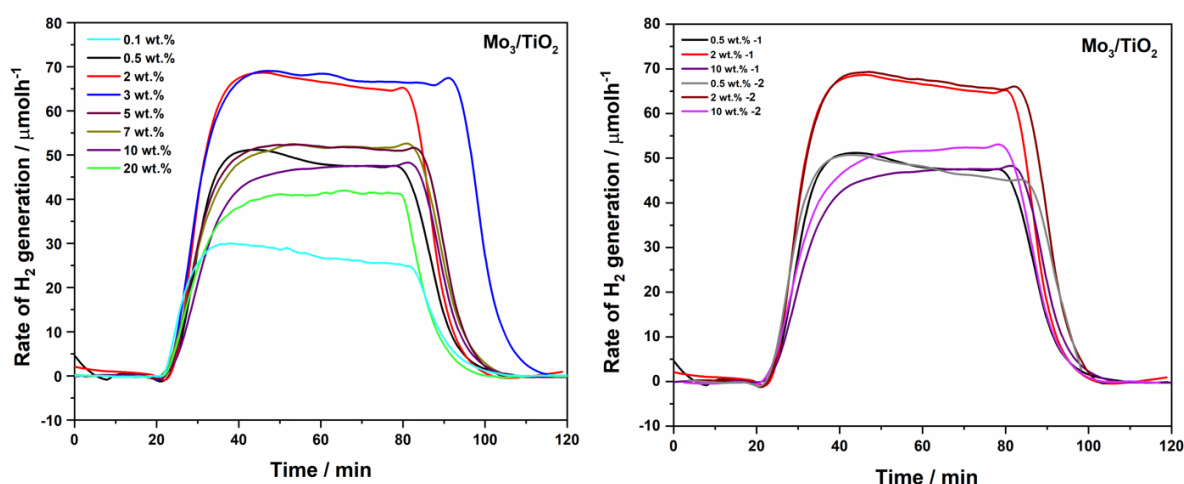 Mo3/TiO2
0.1 wt.%
0.5 wt.%
2 wt.%
3 wt.%
5 wt.%
7 wt.%
10 wt.%
20 wt.%
Rate of H2 generation / μmolh-1
80
70
60
50
40
30
20
10
0
-10
0 20 40 60 80 100 120
Time / min
Mo3/TiO2
0.5 wt.% -1
2 wt.% -1
10 wt.% -1
0.5 wt.% -2
2 wt.% -2
10 wt.% -2
Rate of H2 generation / μmolh-1
80
70
60
50
40
30
20
10
0
-10
0 20 40 60 80 100 120
Time / min